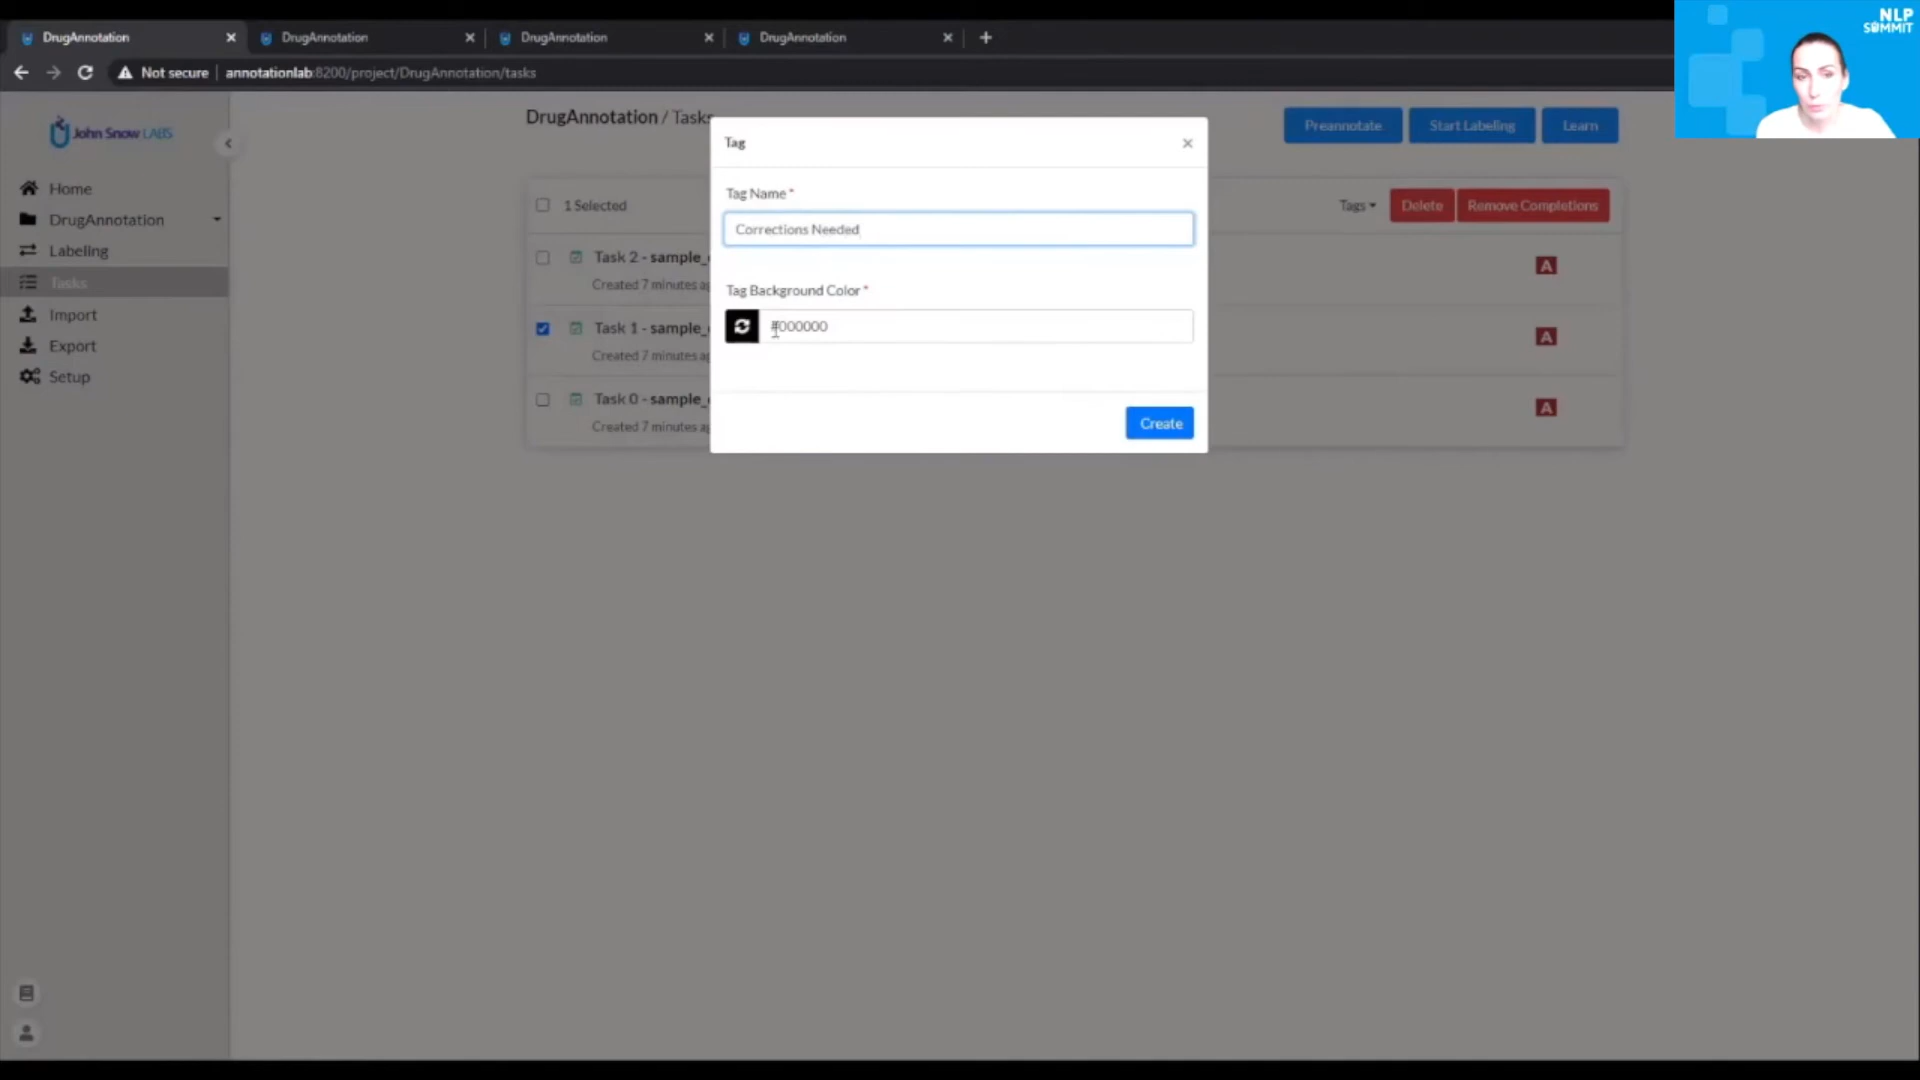 DrugAnnotation
DrugAnnotation
DrugAnnotation
DrugAnnotation
NLP
SUMMIT
Not secure
annotationlab:8200/project/DrugAnnotation/tasks
John Snow LABS
Home
DrugAnnotation
Labeling
Tasks
Import
Export
Setup
DrugAnnotation / Tasks
Preannotate
Start Labeling
Learn
1 Selected
Tags
Delete
Remove Completions
Task 2 - sample_
Created 7 minutes ag
A
Task 1 - sample_
Created 7 minutes ag
A
Task 0 - sample_
Created 7 minutes ag
A
Tag
Tag Name *
Corrections Needed
Tag Background Color *
#000000
Create